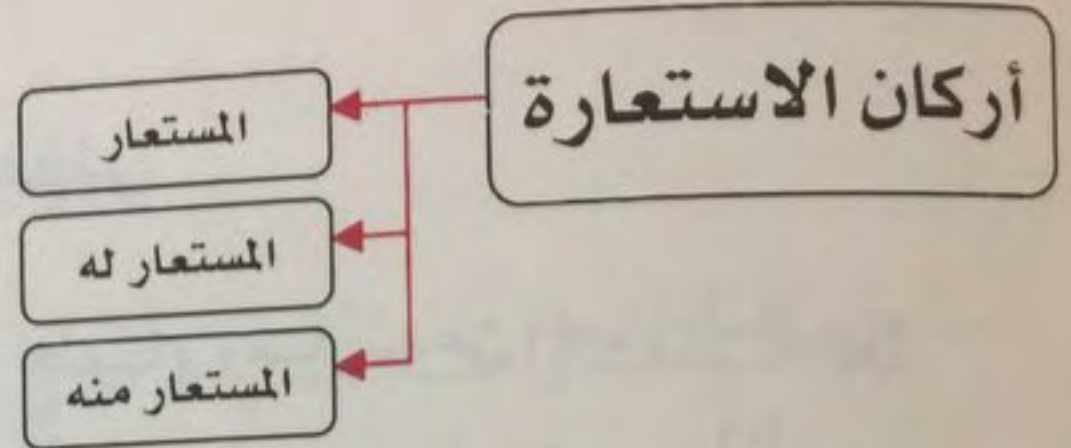 أركان الاستعارة
المستعار
المستعار له
المستعار منه